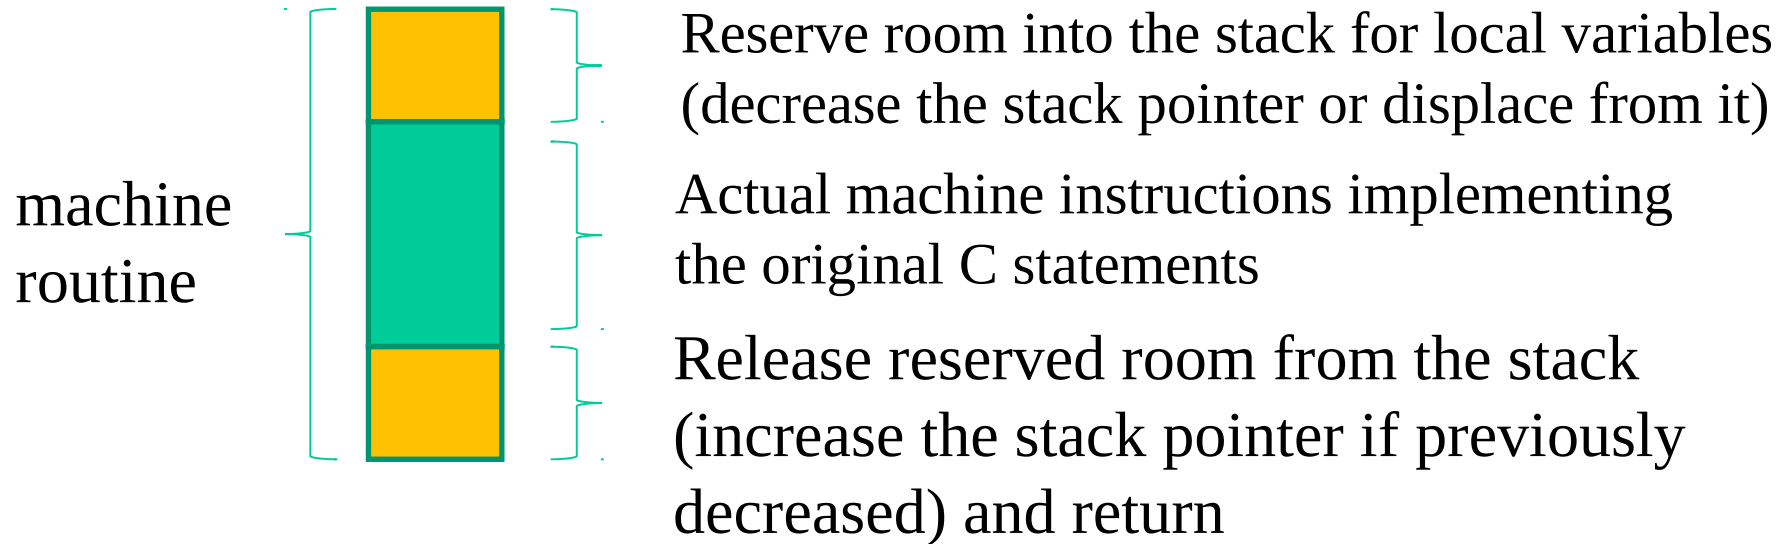 Reserve room into the stack for local variables
(decrease the stack pointer or displace from it)
machine
routine
Actual machine instructions implementing
the original C statements
Release reserved room from the stack
(increase the stack pointer if previously
decreased) and return